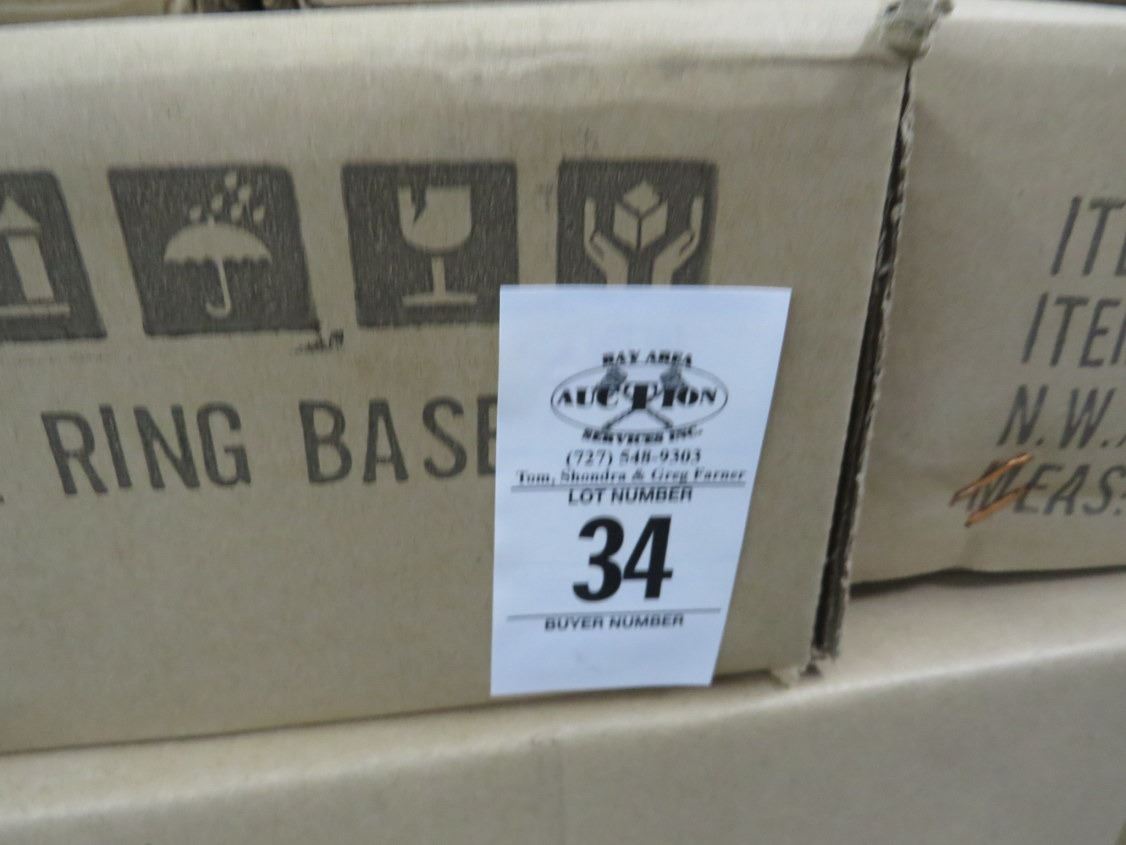 RING BASE
BAY AREA
AUCTION
SERVICES INC.
(727) 548-9303
Tom, Shondra & Greg Farner
LOT NUMBER
34
BUYER NUMBER
ITE
ITE
N.W.
MEAS: